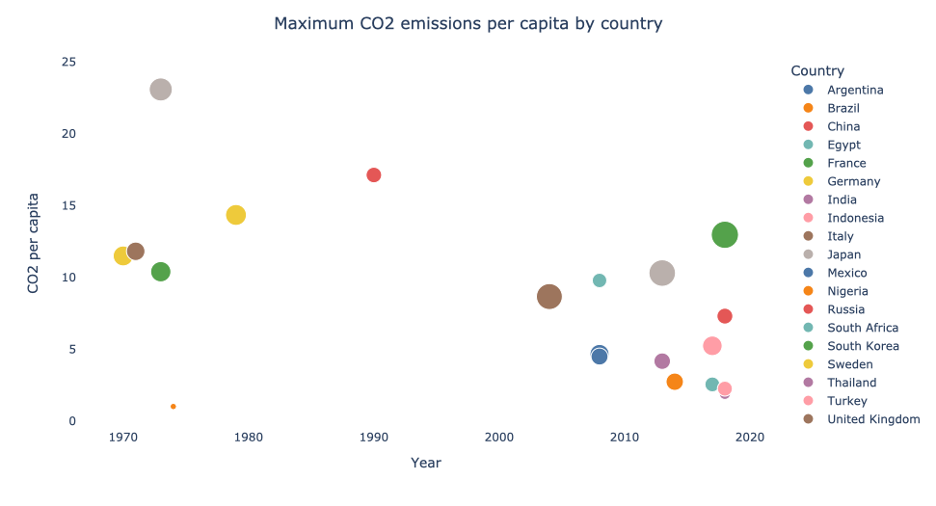 Maximum CO2 emissions per capita by country
25
20
15
10
5
0
CO2 per capita
1970
1980
1990
2000
2010
2020
Year
Country
Argentina
Brazil
China
Egypt
France
Germany
India
Indonesia
Italy
Japan
Mexico
Nigeria
Russia
South Africa
South Korea
Sweden
Thailand
Turkey
United Kingdom